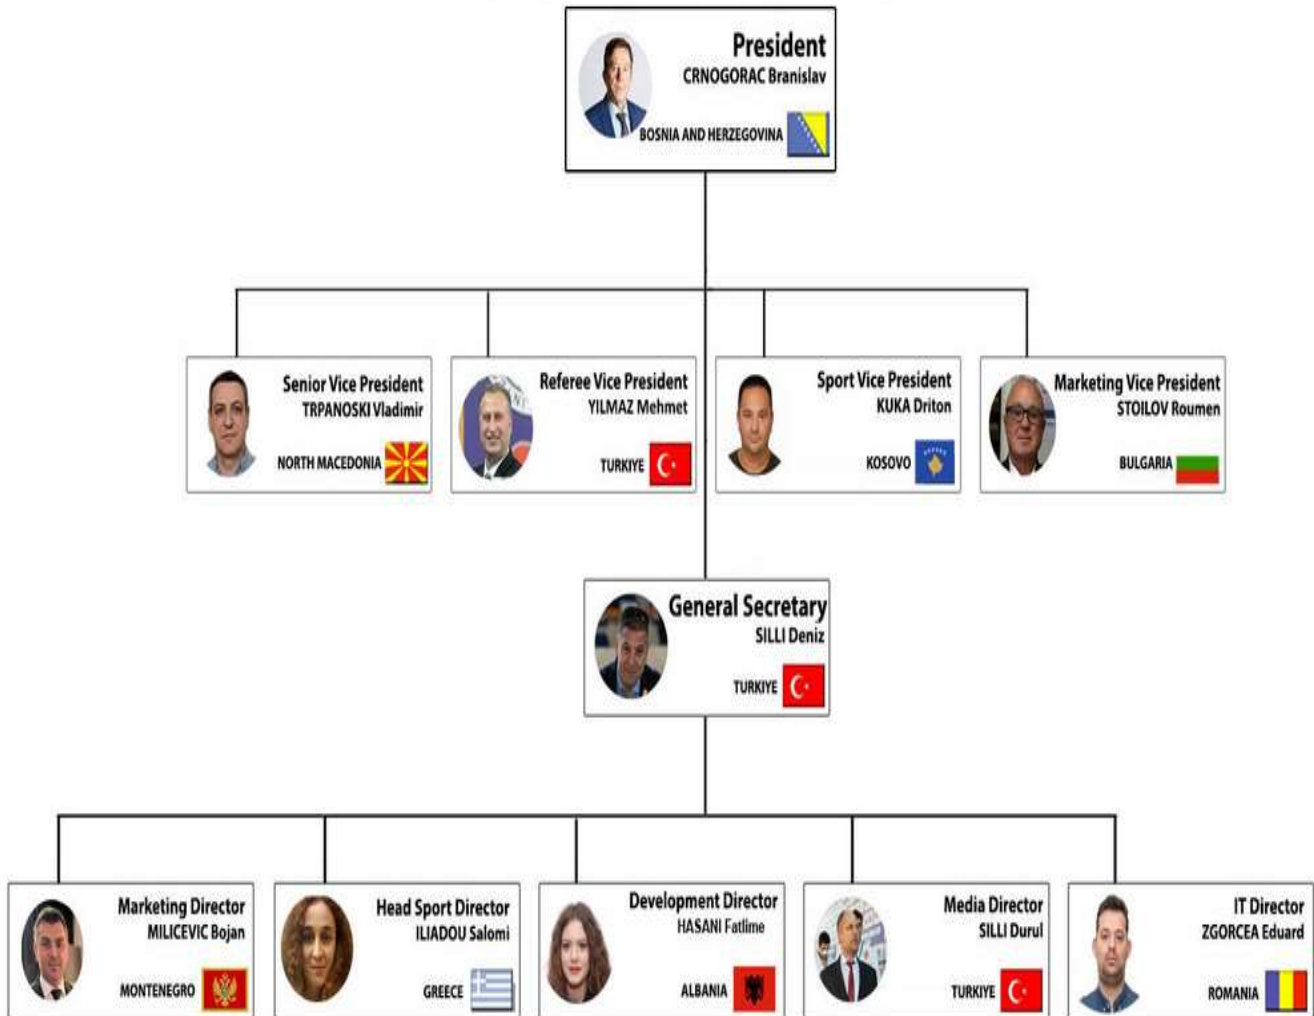 President
CRNOGORAC Branislav
BOSNIA AND HERZEGOVINA
Senior Vice President
TRPANOSKI Vladimir
NORTH MACEDONIA
Referee Vice President
YILMAZ Mehmet
TURKIYE
Sport Vice President
KUKA Driton
KOSOVO
Marketing Vice President
STOILOV Roumen
BULGARIA
General Secretary
SILLI Deniz
TURKIYE
Marketing Director
MILICEVIC Bojan
MONTENEGRO
Head Sport Director
ILIADOU Salomi
GREECE
Development Director
HASANI Fatlime
ALBANIA
Media Director
SILLI Durul
TURKIYE
IT Director
ZGORCEA Eduard
ROMANIA